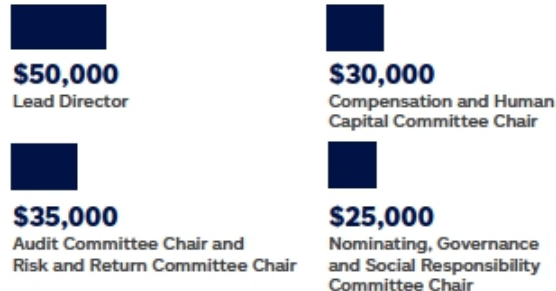 $50,000
Lead Director
$30,000
Compensation and Human
Capital Committee Chair
$35,000
Audit Committee Chair and
Risk and Return Committee Chair
$25,000
Nominating, Governance
and Social Responsibility
Committee Chair